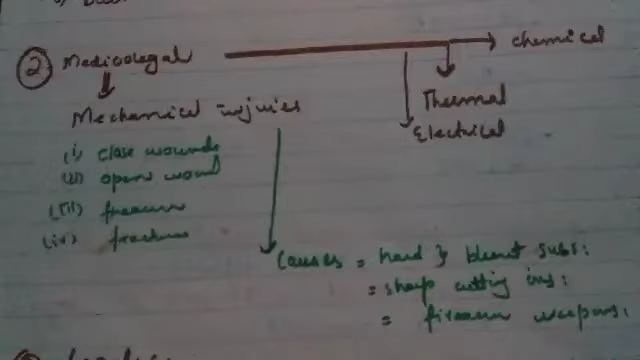 ② Medicolegal → chemical
Thermal
Mechanical injuries
Electrical
(i) close wounds
(ii) open wound
(iii) firearm
(iv) fracture
Causes = hard & blunt subs:
= sharp cutting ins:
= firearm weapons: